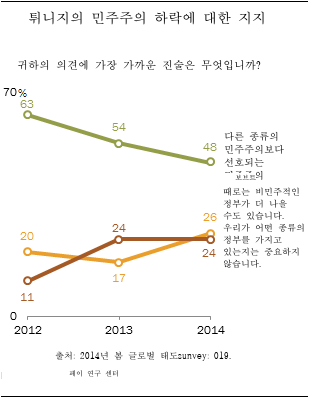 튀니지의 민주주의 하락에 대한 지지
귀하의 의견에 가장 가까운 진술은 무엇입니까?
70%
63
54
48
다른 종류의
민주주의보다
선호되는
때로는 비민주적인
정부가 더 나을
수도 있습니다.
우리가 어떤 종류의
정부를 가지고
있는지는 중요하지
않습니다.
20
17
26
11
24
24
0
2012
2013
2014
출처: 2014년 봄 글로벌 태도survey: 019.
페이 연구 센터